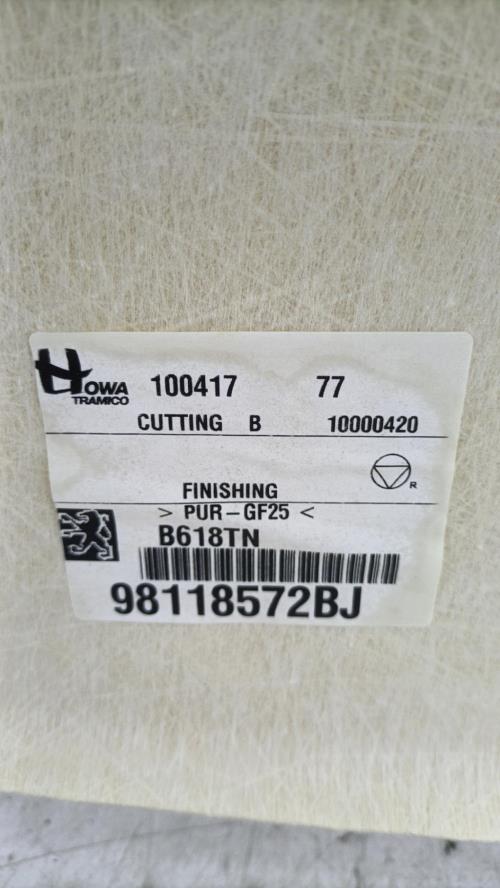 HOWA
TRAMICO
100417 77
CUTTING B 10000420
R
FINISHING
> PUR-GF25 <
B618TN
98118572BJ